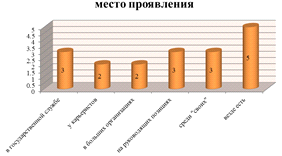 место проявления
5
4.5
4
3.5
3
2.5
2
1.5
1
0.5
0
3
2
2
3
3
5
в государственной службе
у карьеристов
в больших организациях
на руководящих позициях
среди "своих"
везде есть